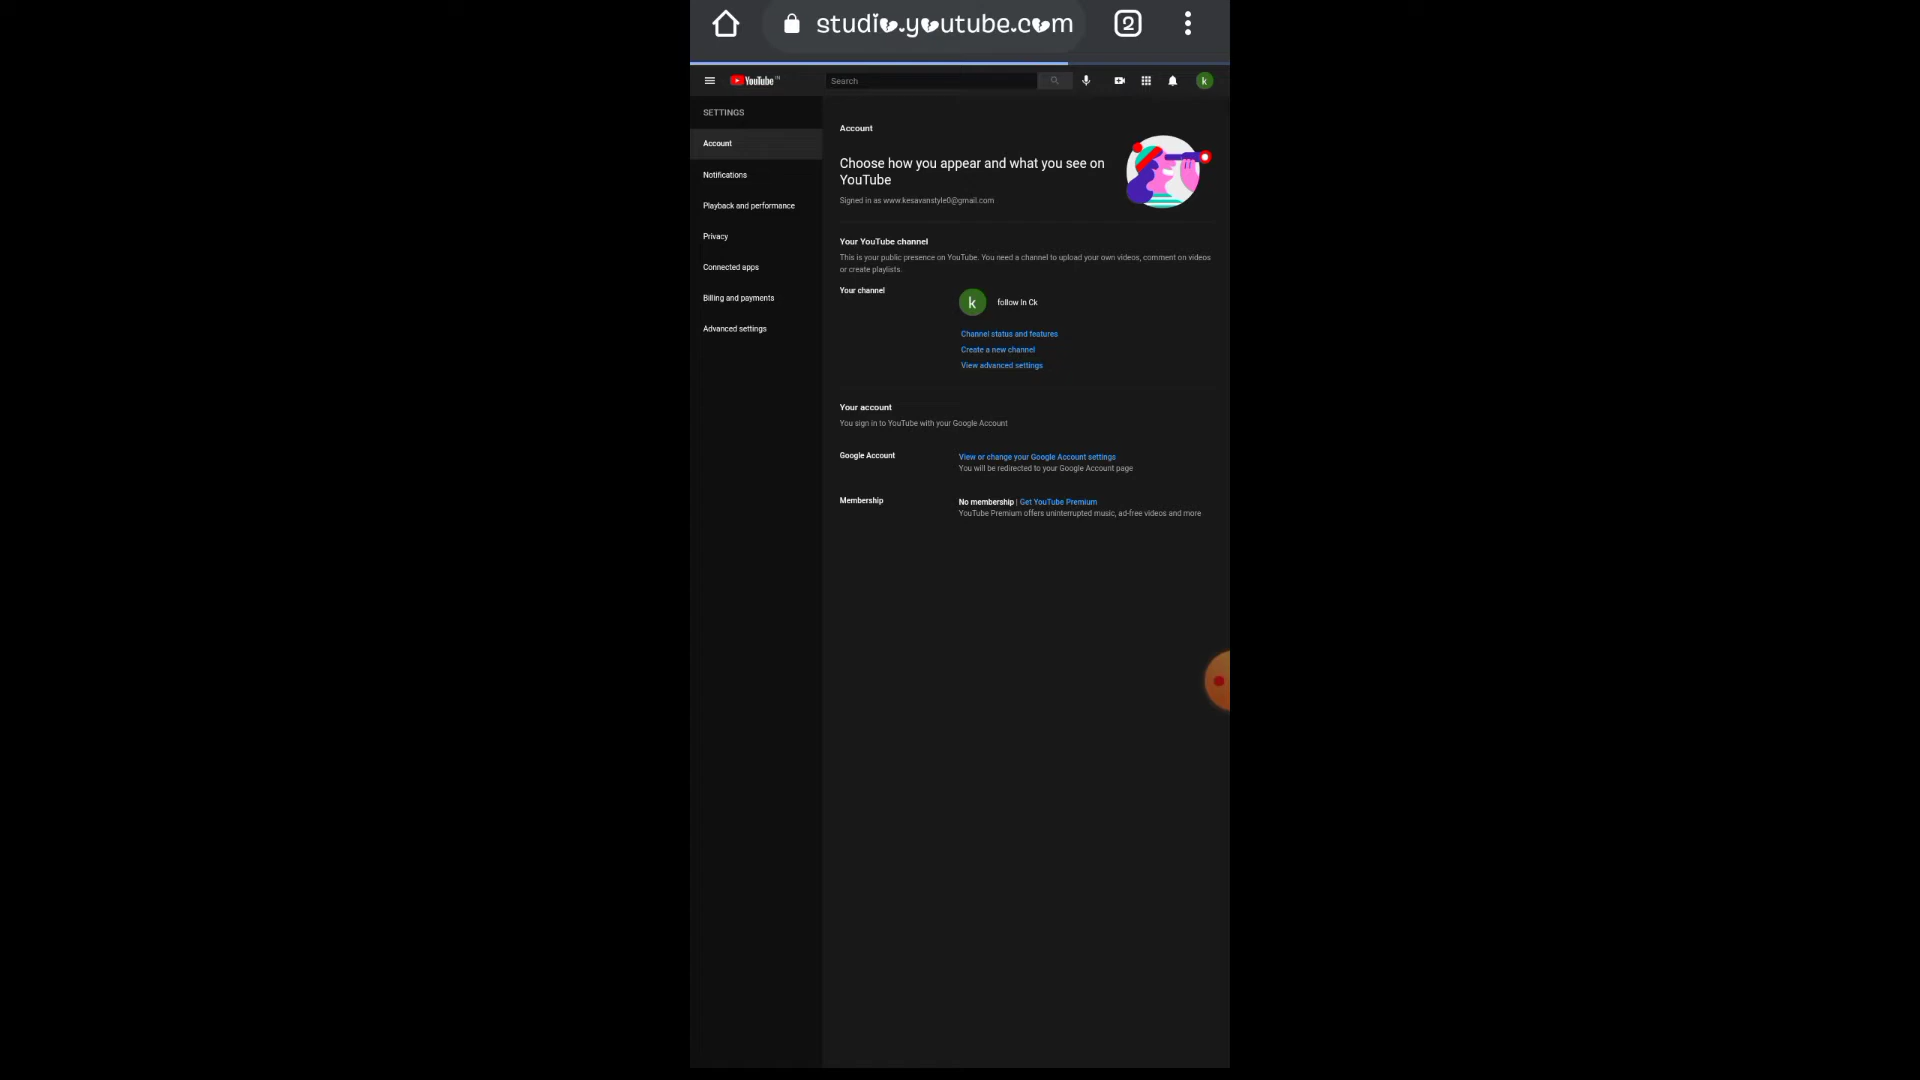 studio.youtube.com
2
YouTube IN
Search
k
SETTINGS
Account
Notifications
Playback and performance
Privacy
Connected apps
Billing and payments
Advanced settings
Account
Choose how you appear and what you see on
YouTube
Signed in as www.kesavanstyle0@gmail.com
Your YouTube channel
This is your public presence on YouTube. You need a channel to upload your own videos, comment on videos
or create playlists.
Your channel
k
follow In Ck
Channel status and features
Create a new channel
View advanced settings
Your account
You sign in to YouTube with your Google Account
Google Account
View or change your Google Account settings
You will be redirected to your Google Account page
Membership
No membership | Get YouTube Premium
YouTube Premium offers uninterrupted music, ad-free videos and more